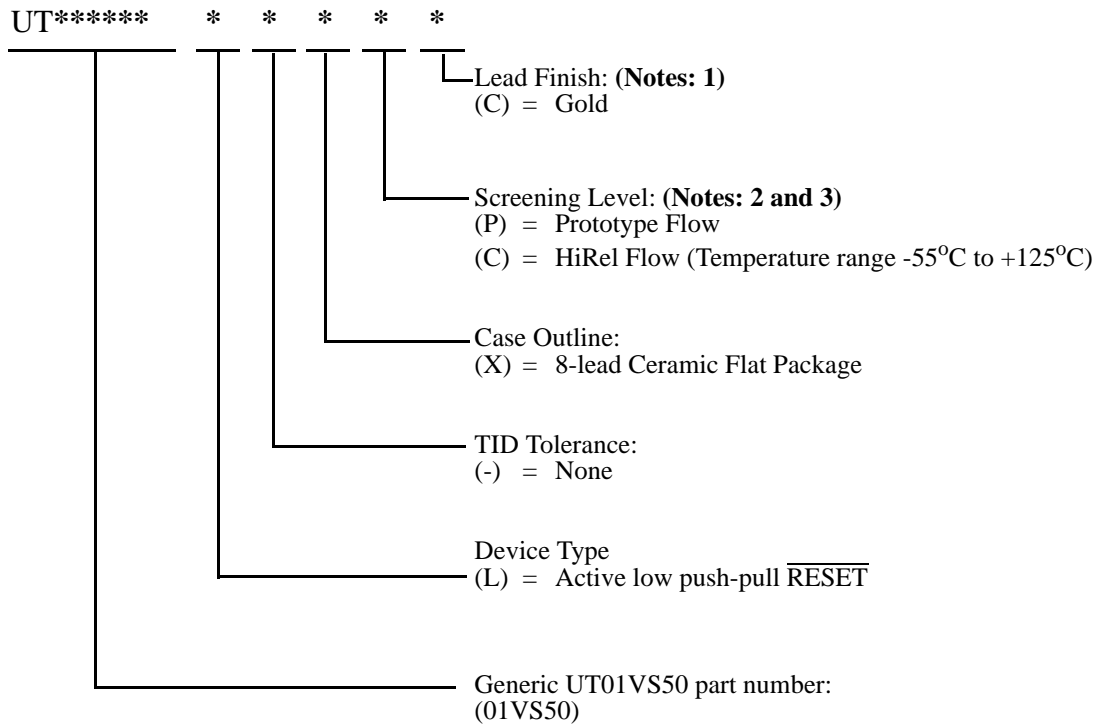 UT****** * * * * *
Lead Finish: (Notes: 1)
(C) = Gold
Screening Level: (Notes: 2 and 3)
(P) = Prototype Flow
(C) = HiRel Flow (Temperature range -55°C to +125°C)
Case Outline:
(X) = 8-lead Ceramic Flat Package
TID Tolerance:
(-) = None
Device Type
(L) = Active low push-pull RESET
Generic UT01VS50 part number:
(01VS50)